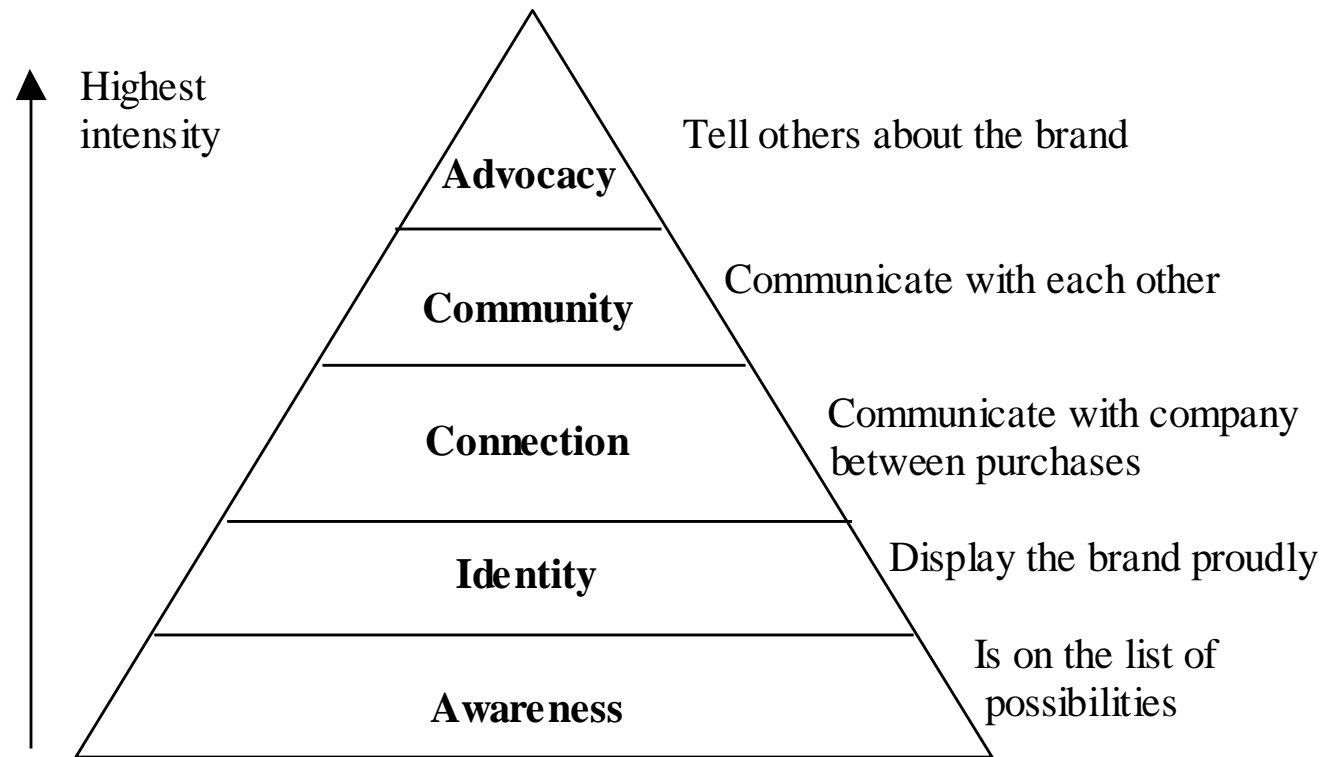 Highest
intensity
Tell others about the brand
Advocacy
Communicate with each other
Community
Communicate with company
between purchases
Connection
Display the brand proudly
Identity
Is on the list of
possibilities
Awareness